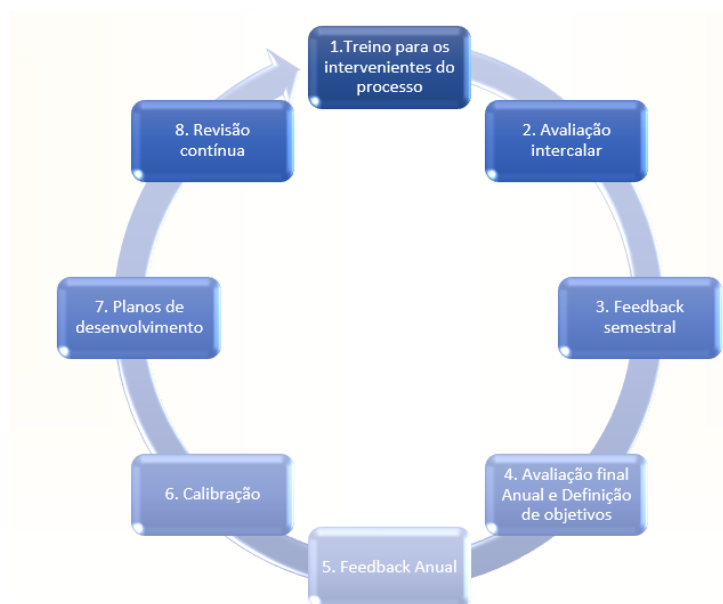 1.Treino para os
intervenientes do
processo
2. Avaliação
intercalar
3. Feedback
semestral
4. Avaliação final
Anual e Definição
de objetivos
5. Feedback Anual
6. Calibração
7. Planos de
desenvolvimento
8. Revisão
contínua